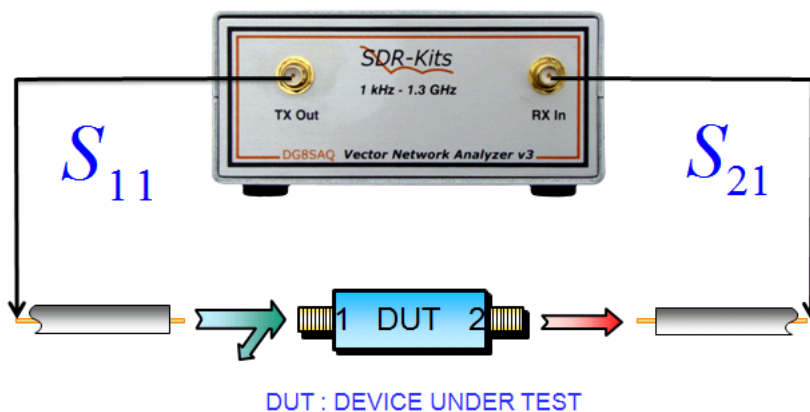 SDR-Kits
1 kHz - 1.3 GHz
TX Out
RX In
DG8SAQ Vector Network Analyzer v3
S11
S21
1 DUT 2
DUT : DEVICE UNDER TEST